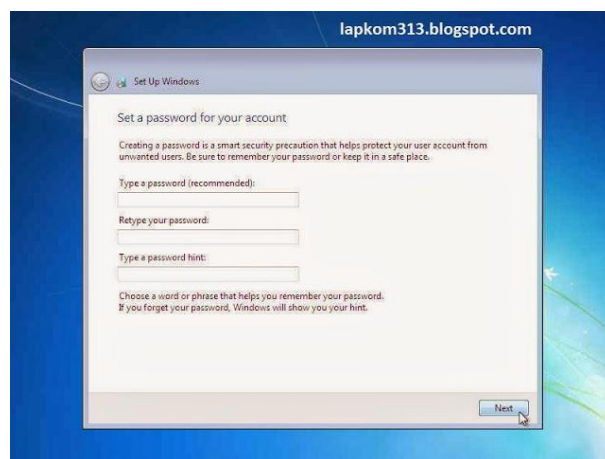 lapkom313.blogspot.com
Set Up Windows
Set a password for your account
Creating a password is a smart security precaution that helps protect your user account from
unwanted users. Be sure to remember your password or keep it in a safe place.
Type a password (recommended):
Retype your password:
Type a password hint:
Choose a word or phrase that helps you remember your password.
If you forget your password, Windows will show you your hint.
Next